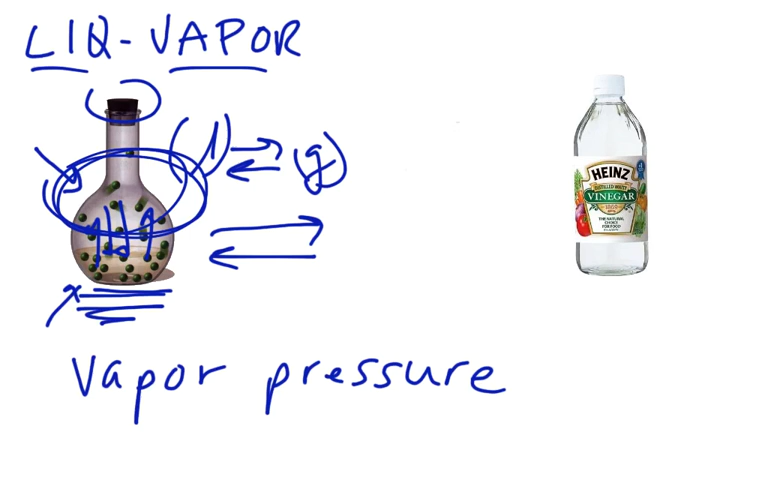 LIQ-VAPOR
(l) (g)
Vapor pressure
HEINZ
DISTILLED WHITE
VINEGAR
THE NATURAL
CHOICE
FOR FOOD